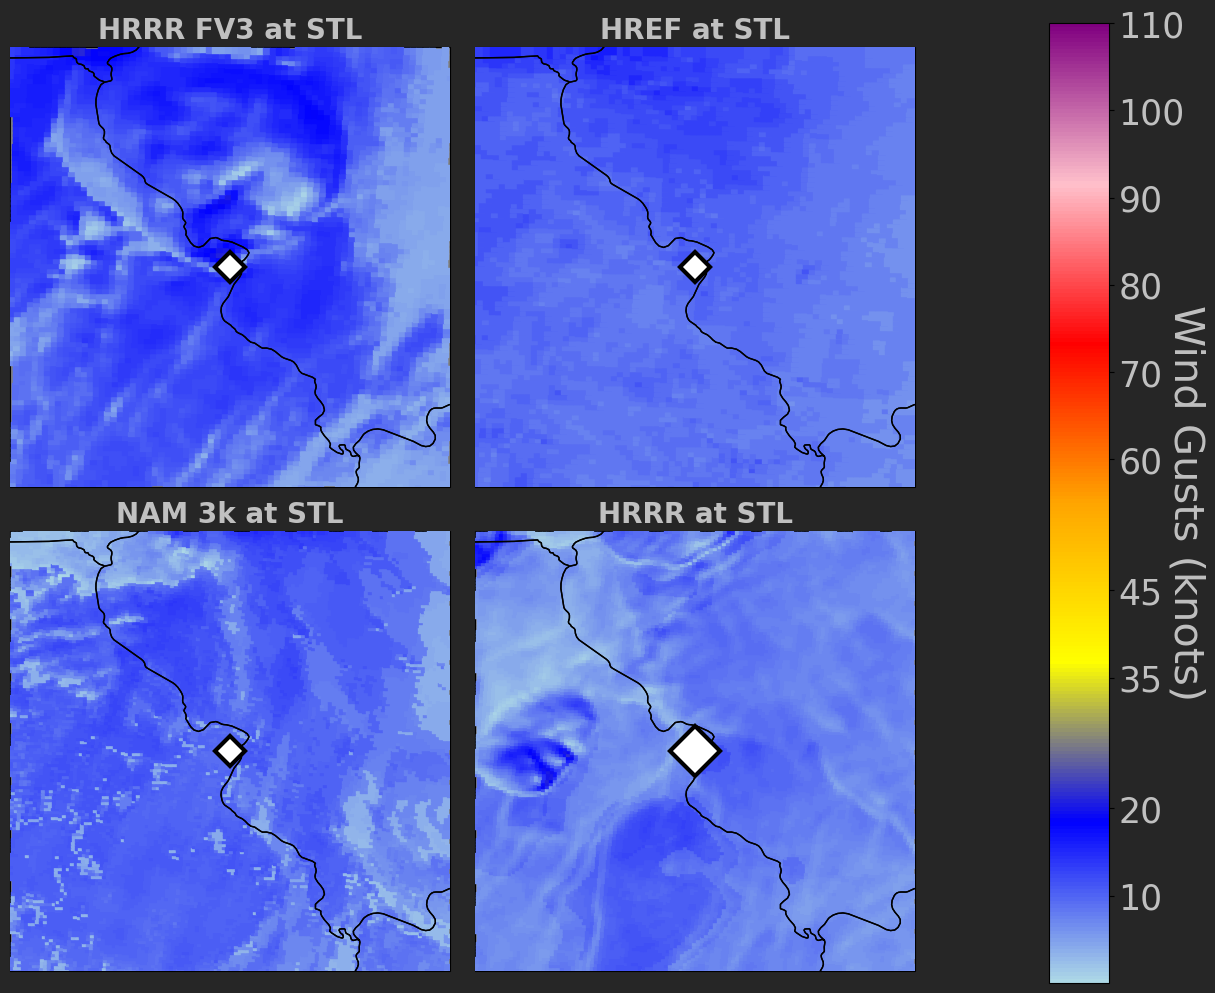 HRRR FV3 at STL
HREF at STL
NAM 3k at STL
HRRR at STL
110
100
90
80
70
60
45
35
20
10
Wind Gusts (knots)